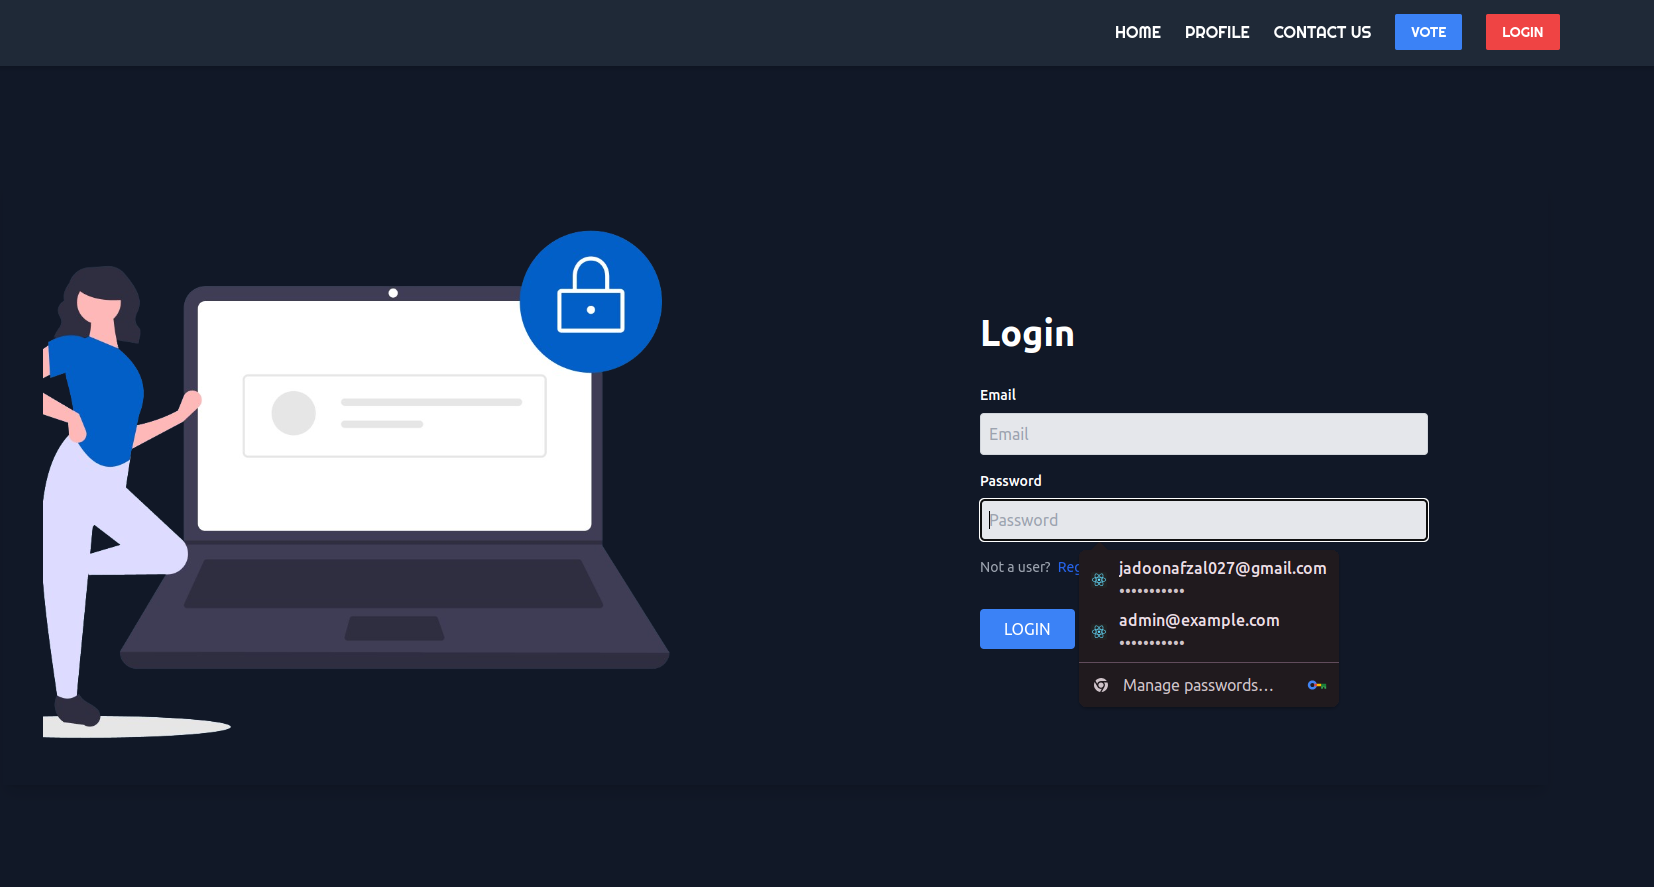 HOME PROFILE CONTACT US VOTE LOGIN
Login
Email
Email
Password
Password
Not a user? Reg
jadoonafzal027@gmail.com
•••••••••••
admin@example.com
•••••••••••
LOGIN
Manage passwords...